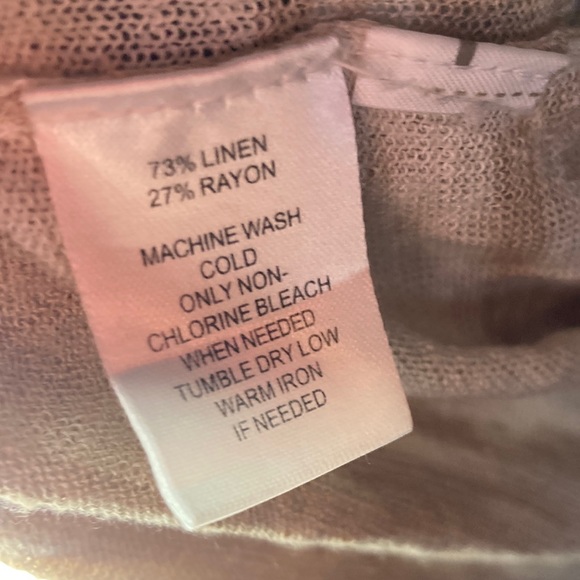 73% LINEN
27% RAYON
MACHINE WASH
COLD
ONLY NON-
CHLORINE BLEACH
WHEN NEEDED
TUMBLE DRY LOW
WARM IRON
IF NEEDED